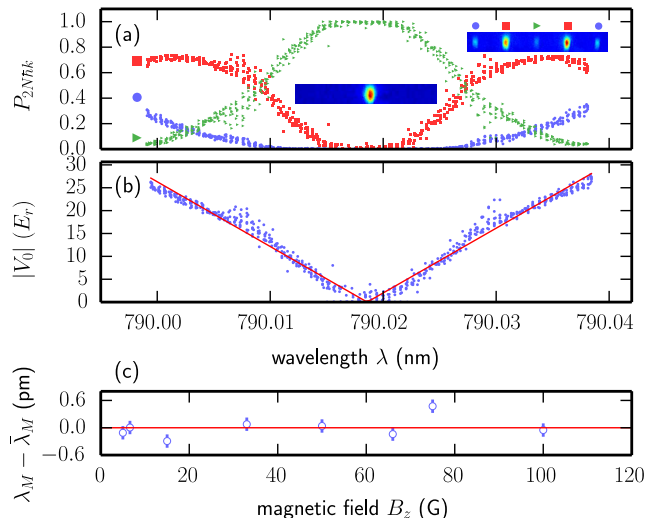 (a)
P_{2Nħk}
1.0
0.8
0.6
0.4
0.2
0.0
(b)
|V_0| (E_r)
30
25
20
15
10
5
0
790.00 790.01 790.02 790.03 790.04
wavelength λ (nm)
(c)
λ_M − λ̄_M (pm)
0.6
0.0
−0.6
0 20 40 60 80 100 120
magnetic field B_z (G)